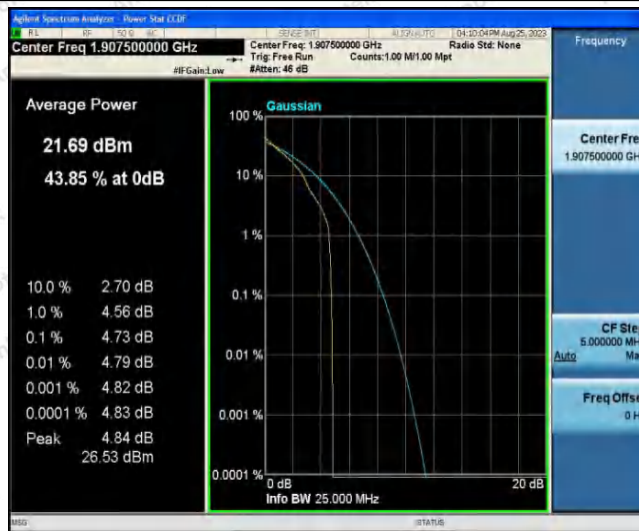 Agilent Spectrum Analyzer - Power Stat CCDF
RL RF 50 Ω AC SENSE:INT ALIGN AUTO 04:10:04 PM Aug 25, 2023
Center Freq 1.907500000 GHz
Center Freq: 1.907500000 GHz
Radio Std: None
Trig: Free Run
Counts:1.00 M/1.00 Mpt
#IFGain:Low
#Atten: 46 dB
Frequency
Average Power
21.69 dBm
43.85 % at 0dB
10.0 % 2.70 dB
1.0 % 4.56 dB
0.1 % 4.73 dB
0.01 % 4.79 dB
0.001 % 4.82 dB
0.0001 % 4.83 dB
Peak 4.84 dB
26.53 dBm
Gaussian
100 %
10 %
1 %
0.1 %
0.01 %
0.001 %
0.0001 %
0 dB
20 dB
Info BW 25.000 MHz
Center Fre
1.907500000 GH
CF Ste
5.000000 MH
Auto Ma
Freq Offse
0 H
MSG
STATUS